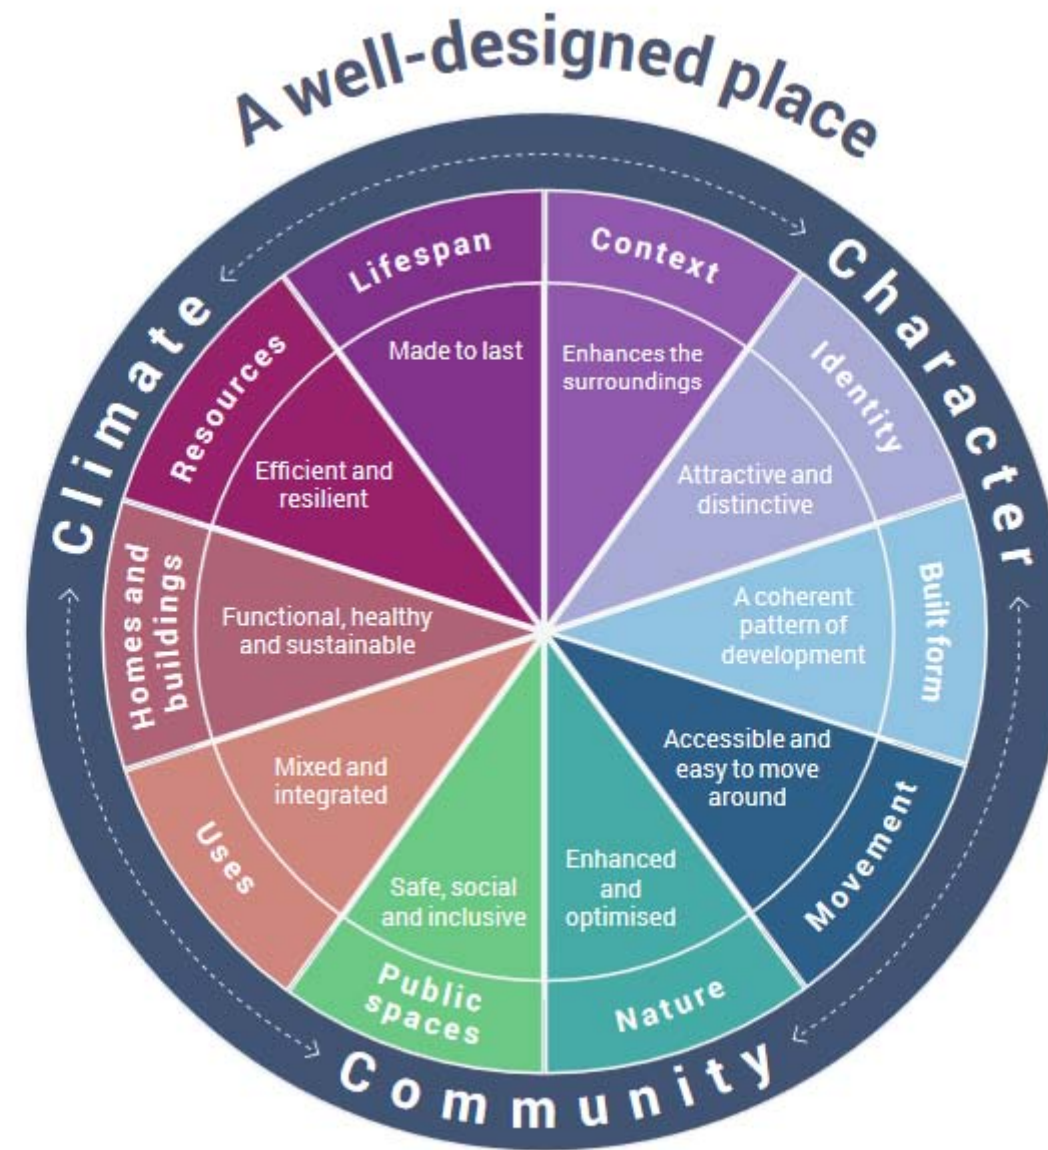 A well-designed place
Climate
Character
Community
Lifespan
Made to last
Context
Enhances the
surroundings
Identity
Attractive and
distinctive
Built form
A coherent
pattern of
development
Movement
Accessible and
easy to move
around
Nature
Enhanced
and
optimised
Public
spaces
Safe, social
and inclusive
Uses
Mixed and
integrated
Homes and
buildings
Functional, healthy
and sustainable
Resources
Efficient and
resilient